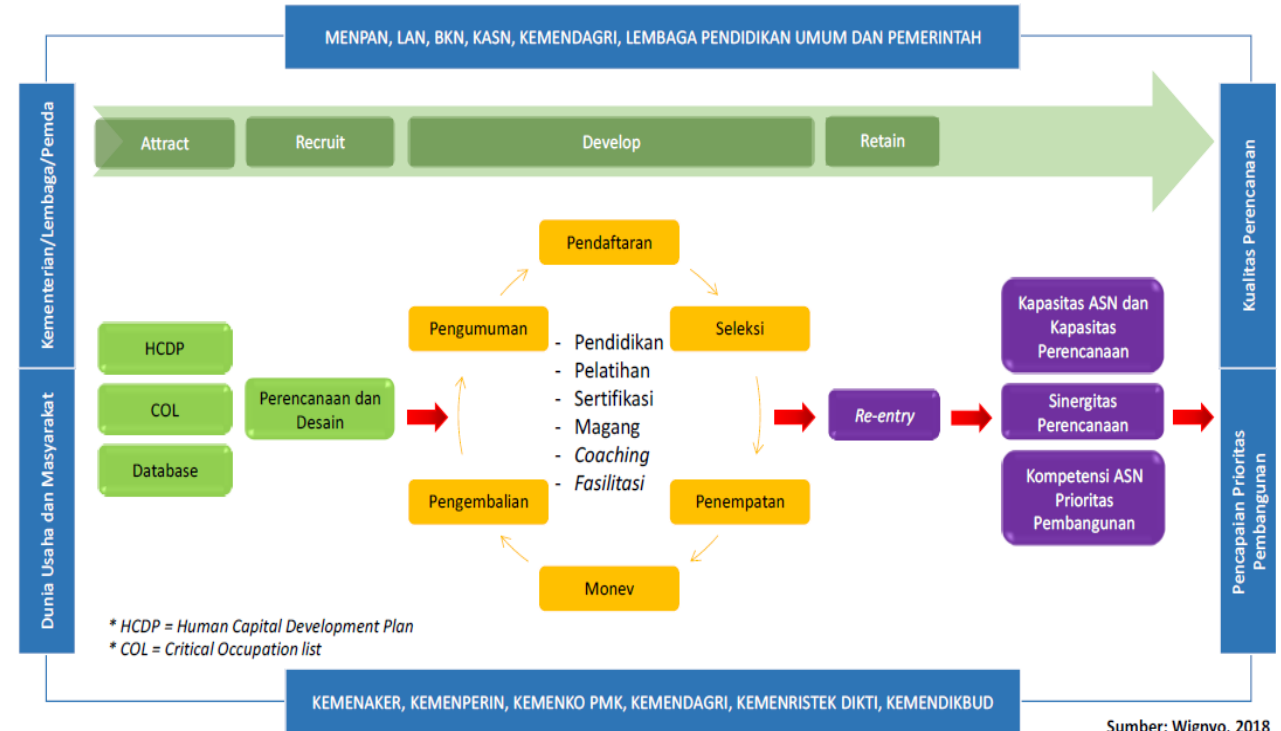 MENPAN, LAN, BKN, KASN, KEMENDAGRI, LEMBAGA PENDIDIKAN UMUM DAN PEMERINTAH
Kementerian/Lembaga/Pemda
Dunia Usaha dan Masyarakat
Attract
Recruit
Develop
Retain
HCDP
COL
Database
Perencanaan dan
Desain
Pendaftaran
Seleksi
Penempatan
Monev
Pengembalian
Pengumuman
- Pendidikan
- Pelatihan
- Sertifikasi
- Magang
- Coaching
- Fasilitasi
Re-entry
Kapasitas ASN dan
Kapasitas
Perencanaan
Sinergitas
Perencanaan
Kompetensi ASN
Prioritas
Pembangunan
Kualitas Perencanaan
Pencapaian Prioritas
Pembangunan
* HCDP = Human Capital Development Plan
* COL = Critical Occupation list
KEMENAKER, KEMENPERIN, KEMENKO PMK, KEMENDAGRI, KEMENRISTEK DIKTI, KEMENDIKBUD
Sumber: Wignyo, 2018